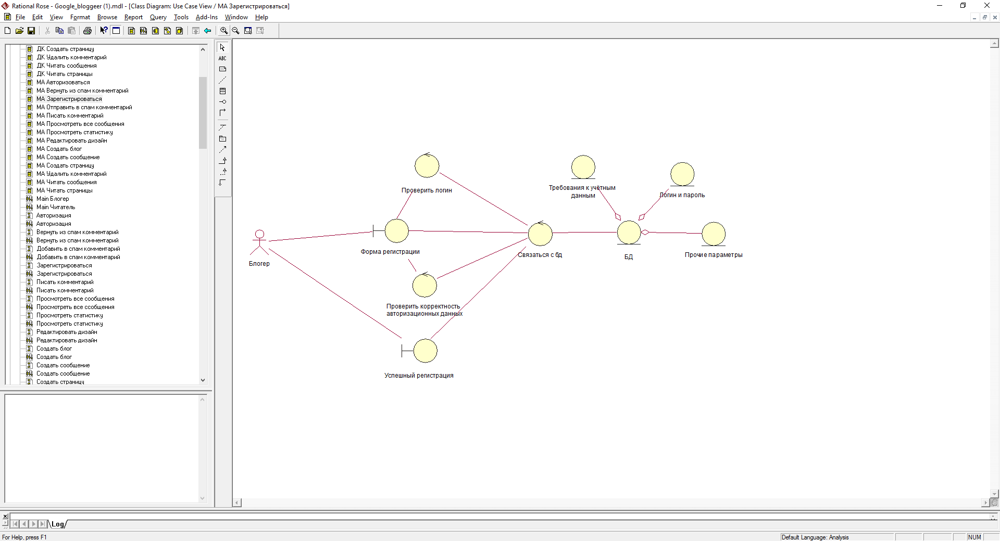 Rational Rose - Google_bloggeer (1).mdl - [Class Diagram: Use Case View / МА Зарегистрироваться]
File Edit View Format Browse Report Query Tools Add-Ins Window Help
ДК Создать страницу
ДК Удалить комментарий
ДК Читать сообщения
ДК Читать страницы
МА Авторизоваться
МА Вернуть из спам комментарий
МА Зарегистрироваться
МА Отправить в спам комментарий
МА Писать комментарий
МА Просмотреть все сообщения
МА Просмотреть статистику
МА Редактировать дизайн
МА Создать блог
МА Создать сообщение
МА Создать страницу
МА Удалить комментарий
МА Читать сообщения
МА Читать страницы
Main Блогер
Main Читатель
Авторизация
Авторизация
Вернуть из спам комментарий
Вернуть из спам комментарий
Добавить в спам комментарий
Добавить в спам комментарий
Зарегистрироваться
Зарегистрироваться
Писать комментарий
Писать комментарий
Просмотреть все сообщения
Просмотреть все ссобщения
Просмотреть статистику
Просмотреть статистику
Редактировать дизайн
Редактировать дизайн
Создать блог
Создать блог
Создать сообщение
Создать сообщение
Создать страницу
ABC
Проверить логин
Требования к учётным
данным
Логин и пароль
Блогер
Форма регистрации
Связаться с бд
БД
Прочие параметры
Проверить корректность
авторизационных данных
Успешный регистрация
Log
For Help, press F1
Default Language: Analysis
NUM